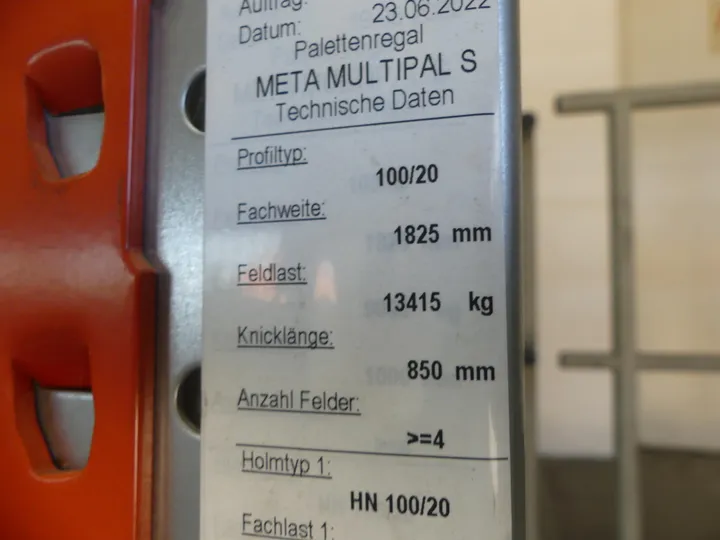 Auftrag:
Datum: 23.06.2022
Palettenregal
META MULTIPAL S
Technische Daten
Profiltyp:
100/20
Fachweite:
1825 mm
Feldlast:
13415 kg
Knicklänge:
850 mm
Anzahl Felder:
>=4
Holmtyp 1:
HN 100/20
Fachlast 1: